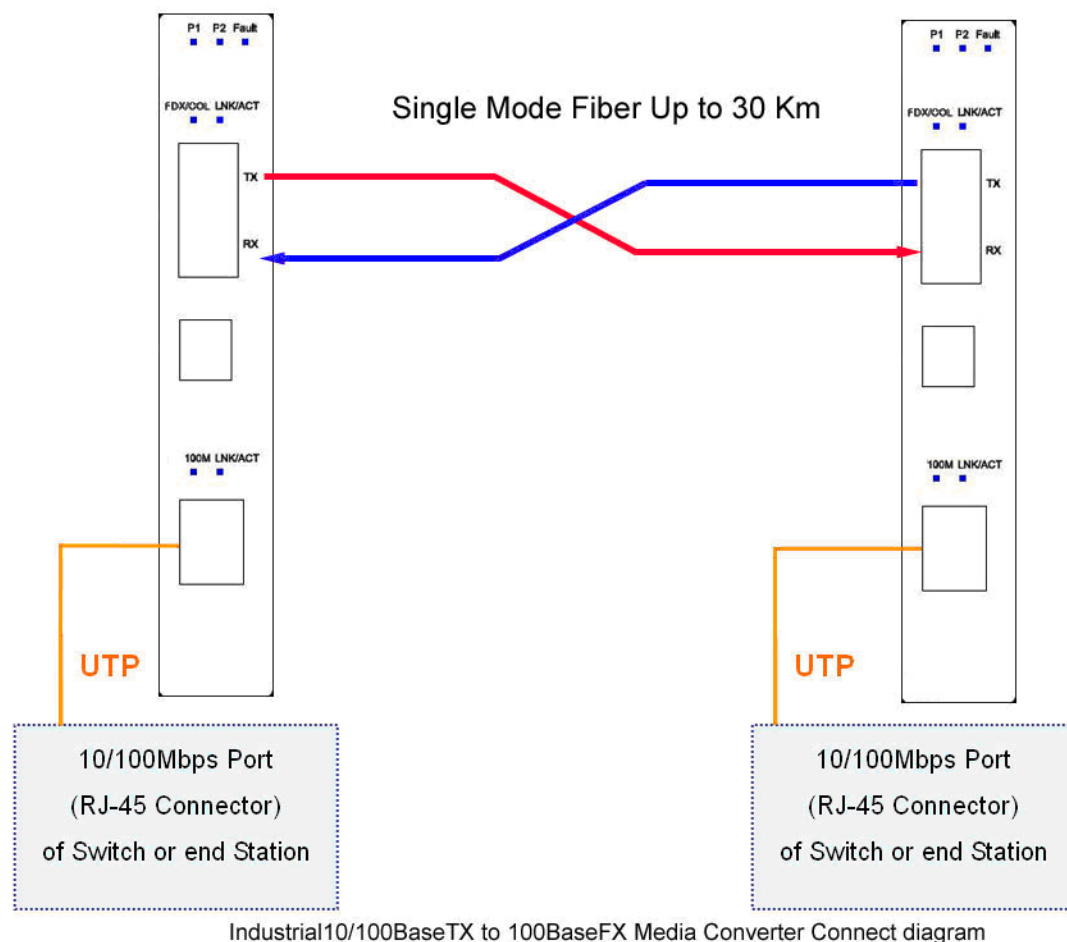 P1 P2 Fault
FDX/COL LNK/ACT
TX
RX
100M LNK/ACT
UTP
10/100Mbps Port
(RJ-45 Connector)
of Switch or end Station
Single Mode Fiber Up to 30 Km
P1 P2 Fault
FDX/COL LNK/ACT
TX
RX
100M LNK/ACT
UTP
10/100Mbps Port
(RJ-45 Connector)
of Switch or end Station
Industrial10/100BaseTX to 100BaseFX Media Converter Connect diagram